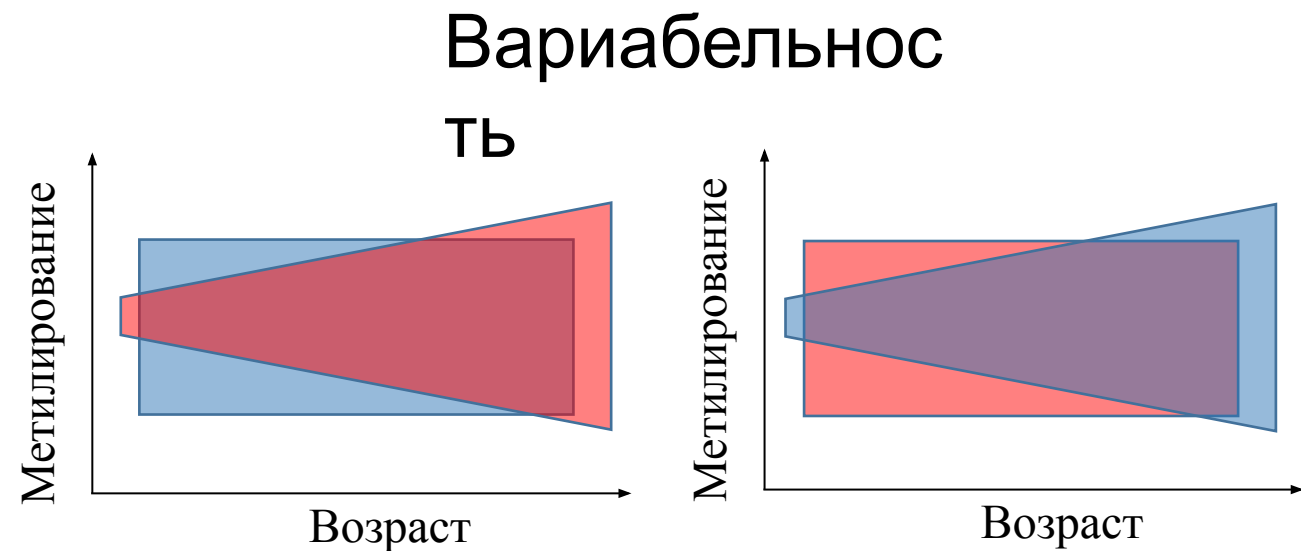 Вариабельнос
ть
Метилирование
Возраст
Метилирование
Возраст